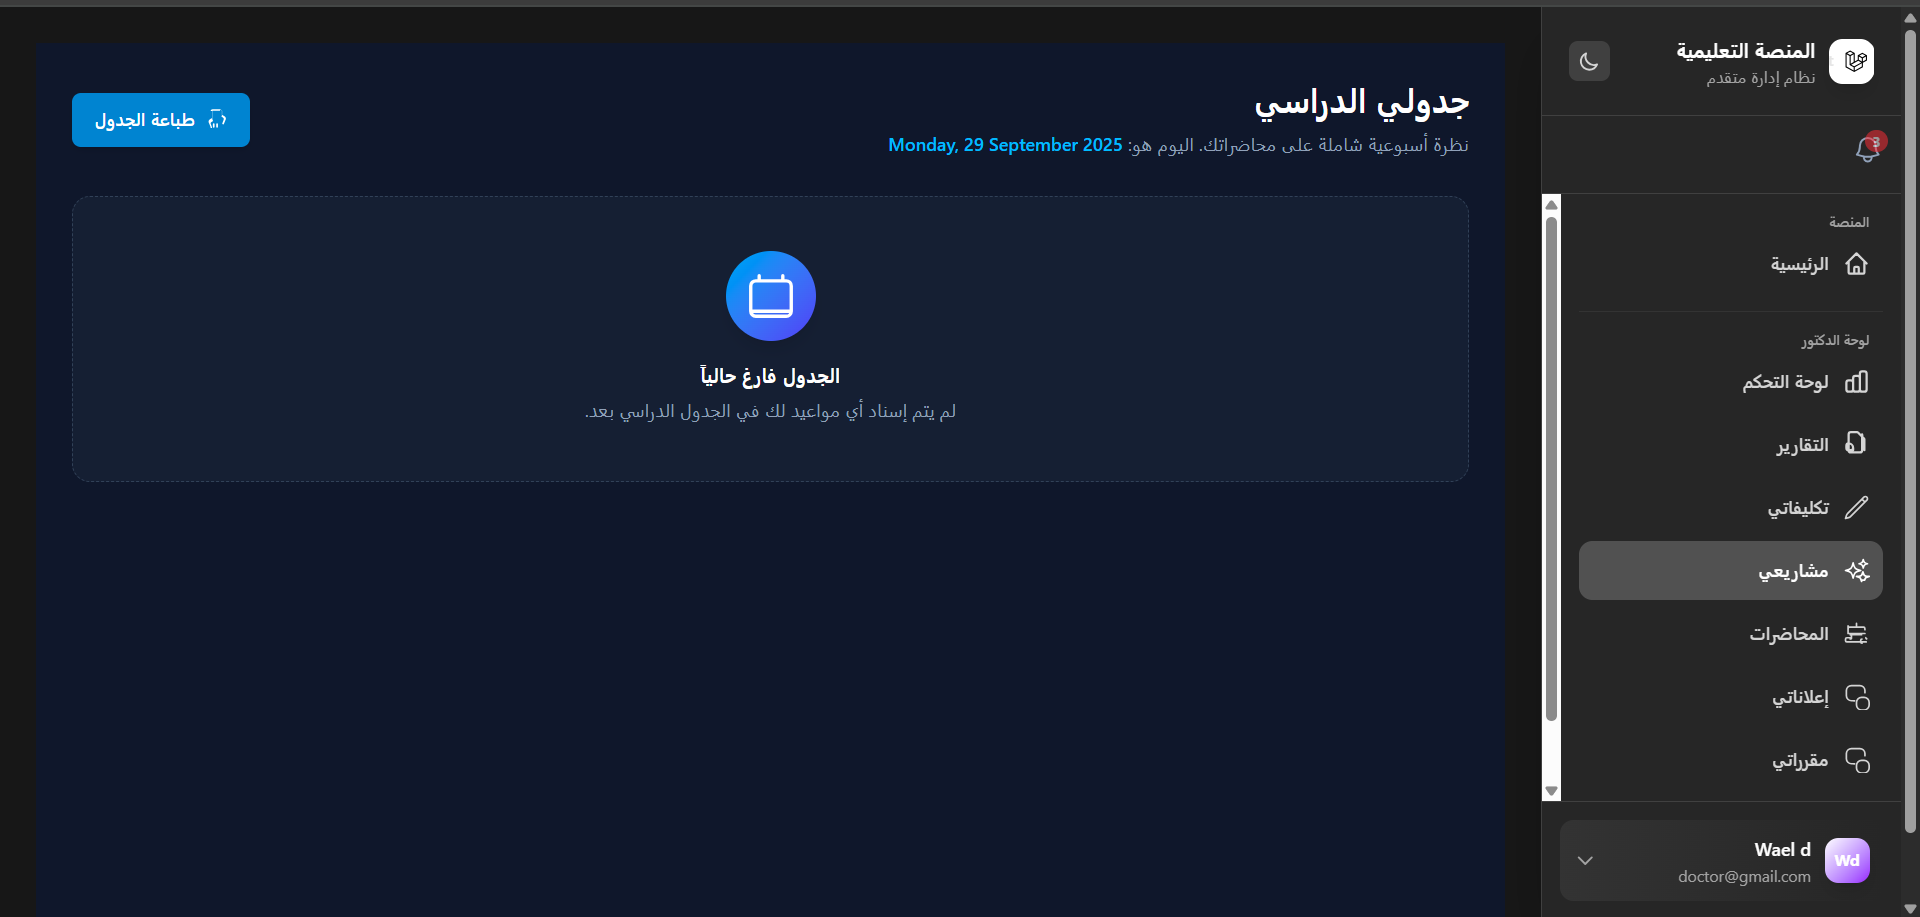 المنصة التعليمية
نظام إدارة متقدم
3
المنصة
الرئيسية
لوحة الدكتور
لوحة التحكم
التقارير
تكليفاتي
مشاريعي
المحاضرات
إعلاناتي
مقرراتي
Wd
Wael d
doctor@gmail.com
جدولي الدراسي
نظرة أسبوعية شاملة على محاضراتك. اليوم هو: Monday, 29 September 2025
طباعة الجدول
الجدول فارغ حالياً
لم يتم إسناد أي مواعيد لك في الجدول الدراسي بعد.